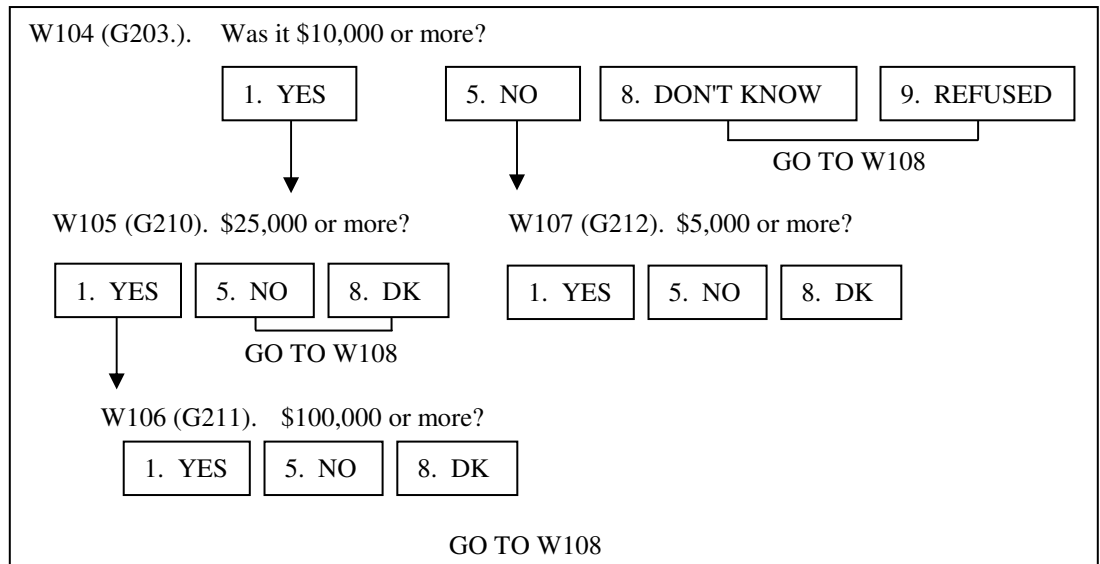 W104 (G203.). Was it $10,000 or more?
1. YES 5. NO 8. DON'T KNOW 9. REFUSED
GO TO W108
W105 (G210). $25,000 or more? W107 (G212). $5,000 or more?
1. YES 5. NO 8. DK 1. YES 5. NO 8. DK
GO TO W108
W106 (G211). $100,000 or more?
1. YES 5. NO 8. DK
GO TO W108